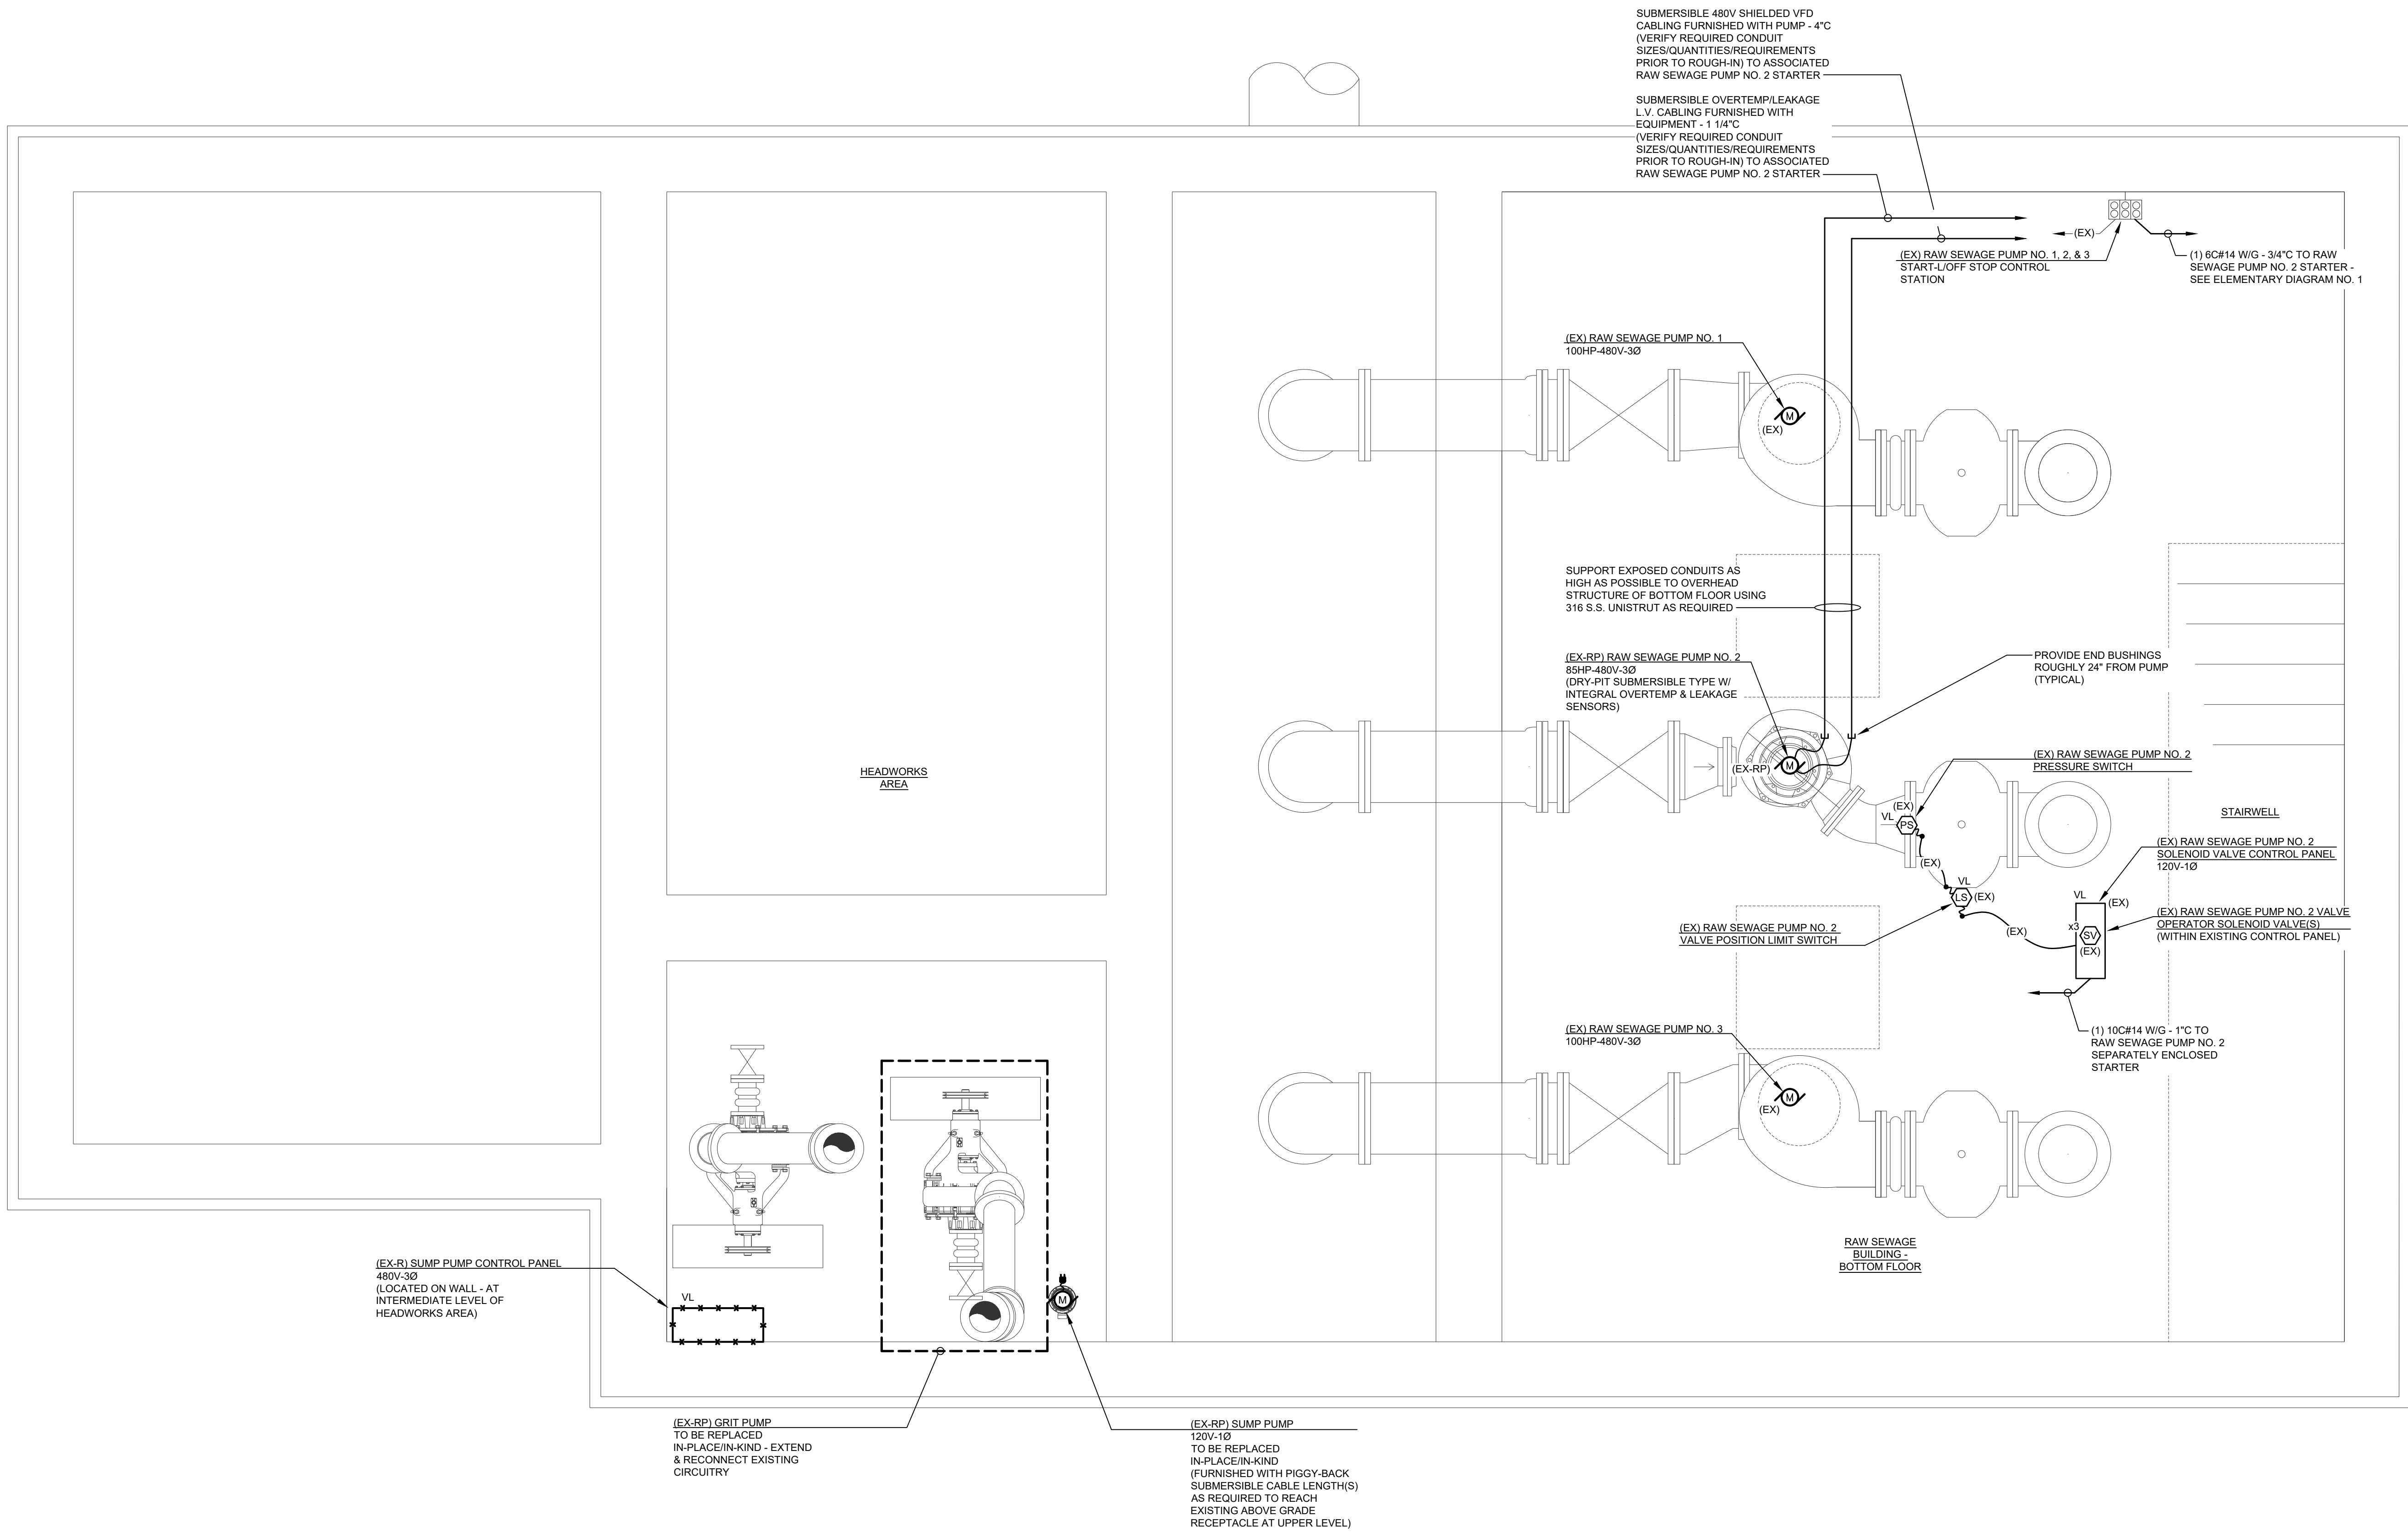 SUBMERSIBLE 480V SHIELDED VFD
CABLING FURNISHED WITH PUMP - 4"C
(VERIFY REQUIRED CONDUIT
SIZES/QUANTITIES/REQUIREMENTS
PRIOR TO ROUGH-IN) TO ASSOCIATED
RAW SEWAGE PUMP NO. 2 STARTER
SUBMERSIBLE OVERTEMP/LEAKAGE
L.V. CABLING FURNISHED WITH
EQUIPMENT - 1 1/4"C
(VERIFY REQUIRED CONDUIT
SIZES/QUANTITIES/REQUIREMENTS
PRIOR TO ROUGH-IN) TO ASSOCIATED
RAW SEWAGE PUMP NO. 2 STARTER
(EX)
(EX) RAW SEWAGE PUMP NO. 1, 2, & 3
START-L/OFF STOP CONTROL
STATION
(1) 6C#14 W/G - 3/4"C TO RAW
SEWAGE PUMP NO. 2 STARTER -
SEE ELEMENTARY DIAGRAM NO. 1
(EX) RAW SEWAGE PUMP NO. 1
100HP-480V-3Ø
M
(EX)
SUPPORT EXPOSED CONDUITS AS
HIGH AS POSSIBLE TO OVERHEAD
STRUCTURE OF BOTTOM FLOOR USING
316 S.S. UNISTRUT AS REQUIRED
(EX-RP) RAW SEWAGE PUMP NO. 2
85HP-480V-3Ø
(DRY-PIT SUBMERSIBLE TYPE W/
INTEGRAL OVERTEMP & LEAKAGE
SENSORS)
PROVIDE END BUSHINGS
ROUGHLY 24" FROM PUMP
(TYPICAL)
(EX-RP)
M
HEADWORKS
AREA
(EX) RAW SEWAGE PUMP NO. 2
PRESSURE SWITCH
(EX)
VL
PS
(EX)
STAIRWELL
(EX) RAW SEWAGE PUMP NO. 2
SOLENOID VALVE CONTROL PANEL
120V-1Ø
VL
LS
(EX)
VL
(EX)
(EX) RAW SEWAGE PUMP NO. 2 VALVE
OPERATOR SOLENOID VALVE(S)
(WITHIN EXISTING CONTROL PANEL)
(EX) RAW SEWAGE PUMP NO. 2
VALVE POSITION LIMIT SWITCH
(EX)
x3
SV
(EX)
(EX) RAW SEWAGE PUMP NO. 3
100HP-480V-3Ø
(1) 10C#14 W/G - 1"C TO
RAW SEWAGE PUMP NO. 2
SEPARATELY ENCLOSED
STARTER
M
(EX)
RAW SEWAGE
BUILDING -
BOTTOM FLOOR
(EX-R) SUMP PUMP CONTROL PANEL
480V-3Ø
(LOCATED ON WALL - AT
INTERMEDIATE LEVEL OF
HEADWORKS AREA)
VL
M
(EX-RP) GRIT PUMP
TO BE REPLACED
IN-PLACE/IN-KIND - EXTEND
& RECONNECT EXISTING
CIRCUITRY
(EX-RP) SUMP PUMP
120V-1Ø
TO BE REPLACED
IN-PLACE/IN-KIND
(FURNISHED WITH PIGGY-BACK
SUBMERSIBLE CABLE LENGTH(S)
AS REQUIRED TO REACH
EXISTING ABOVE GRADE
RECEPTACLE AT UPPER LEVEL)